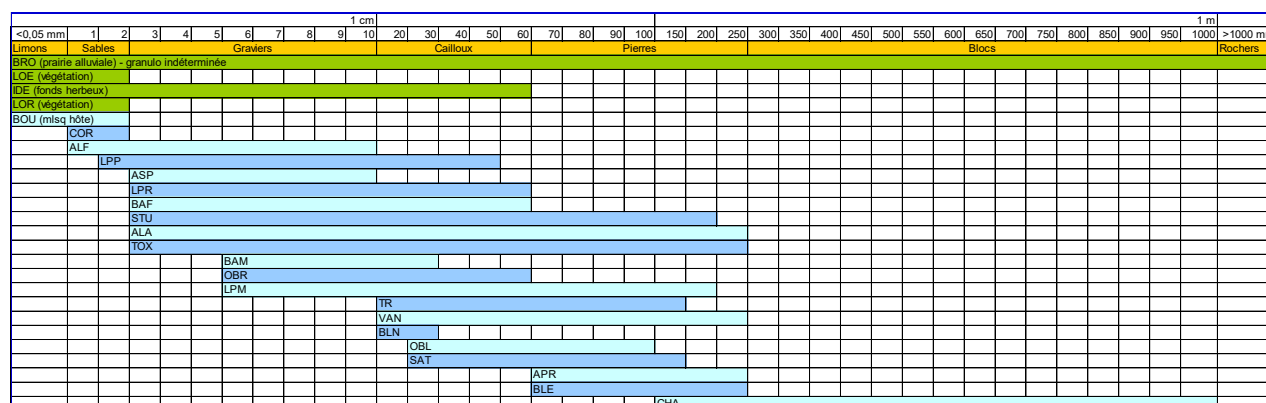 1 cm 1 m
<0,05 mm 1 2 3 4 5 6 7 8 9 10 20 30 40 50 60 70 80 90 100 150 200 250 300 350 400 450 500 550 600 650 700 750 800 850 900 950 1000 >1000 m
Limons Sables Graviers Cailloux Pierres Blocs Rochers
BRO (prairie alluviale) - granulo indéterminée
LOE (végétation)
IDE (fonds herbeux)
LOR (végétation)
BOU (mlsq hôte)
COR
ALF
LPP
ASP
LPR
BAF
STU
ALA
TOX
BAM
OBR
LPM
TR
VAN
BLN
OBL
SAT
APR
BLE
CHA